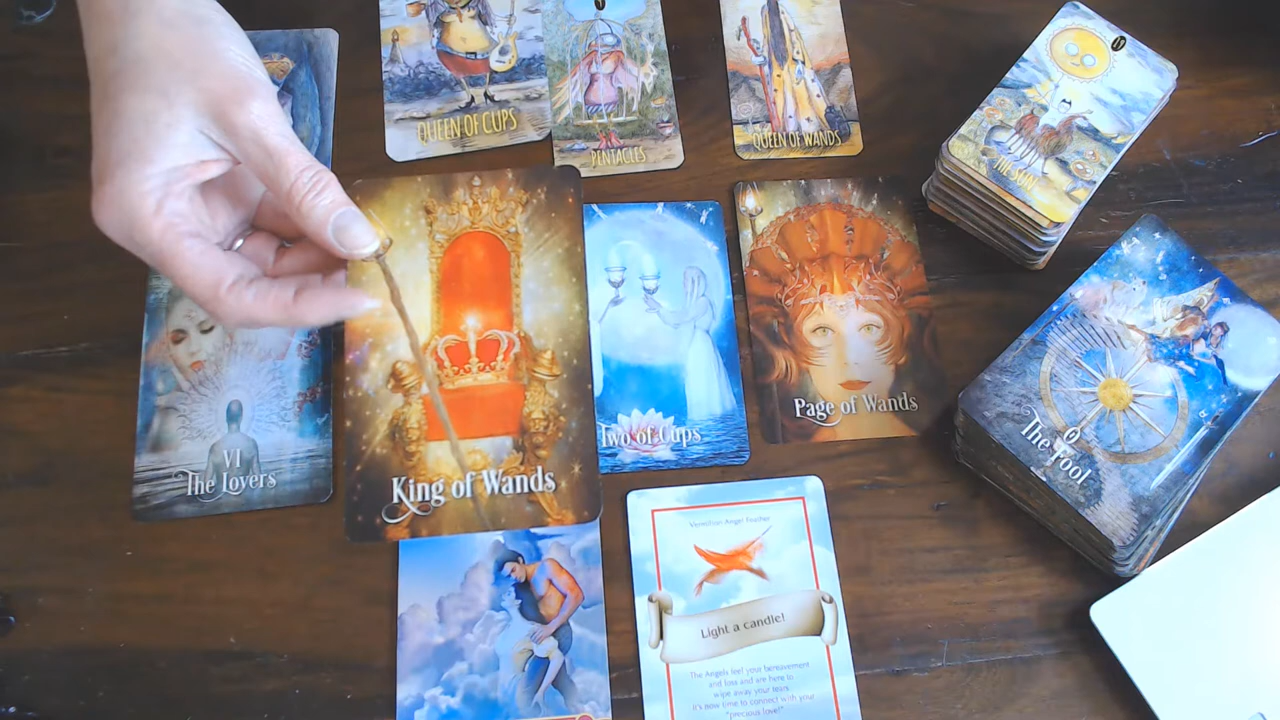 QUEEN OF CUPS
PENTACLES
QUEEN OF WANDS
THE SUN
VI
The Lovers
King of Wands
Two of Cups
Page of Wands
0
The Fool
Vermilion Angel Feather
Light a candle!
The Angels feel your bereavement
and loss and are here to
wipe away your tears.
It's now time to connect with your
"precious love!"